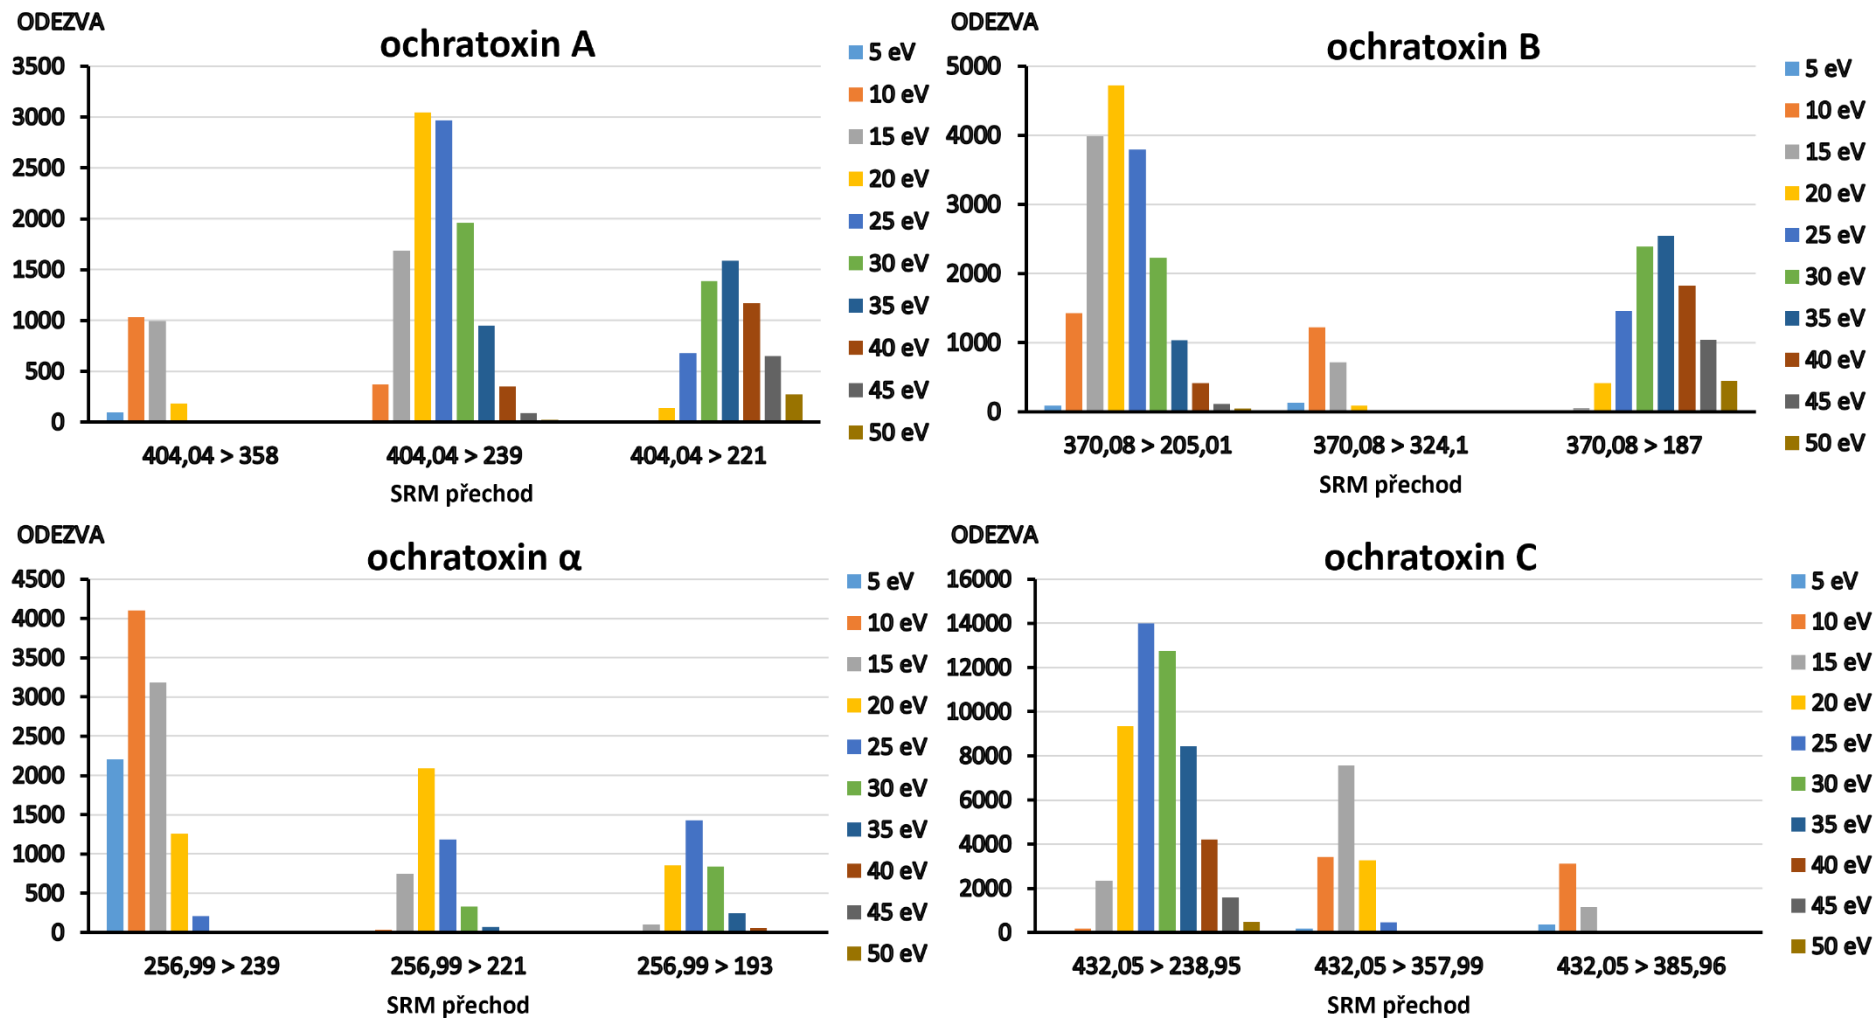 ODEZVA
ochratoxin A
3500
3000
2500
2000
1500
1000
500
0
404,04 > 358
404,04 > 239
404,04 > 221
SRM přechod
5 eV
10 eV
15 eV
20 eV
25 eV
30 eV
35 eV
40 eV
45 eV
50 eV
ODEZVA
ochratoxin B
5000
4000
3000
2000
1000
0
370,08 > 205,01
370,08 > 324,1
370,08 > 187
SRM přechod
5 eV
10 eV
15 eV
20 eV
25 eV
30 eV
35 eV
40 eV
45 eV
50 eV
ODEZVA
ochratoxin α
4500
4000
3500
3000
2500
2000
1500
1000
500
0
256,99 > 239
256,99 > 221
256,99 > 193
SRM přechod
5 eV
10 eV
15 eV
20 eV
25 eV
30 eV
35 eV
40 eV
45 eV
50 eV
ODEZVA
ochratoxin C
16000
14000
12000
10000
8000
6000
4000
2000
0
432,05 > 238,95
432,05 > 357,99
432,05 > 385,96
SRM přechod
5 eV
10 eV
15 eV
20 eV
25 eV
30 eV
35 eV
40 eV
45 eV
50 eV